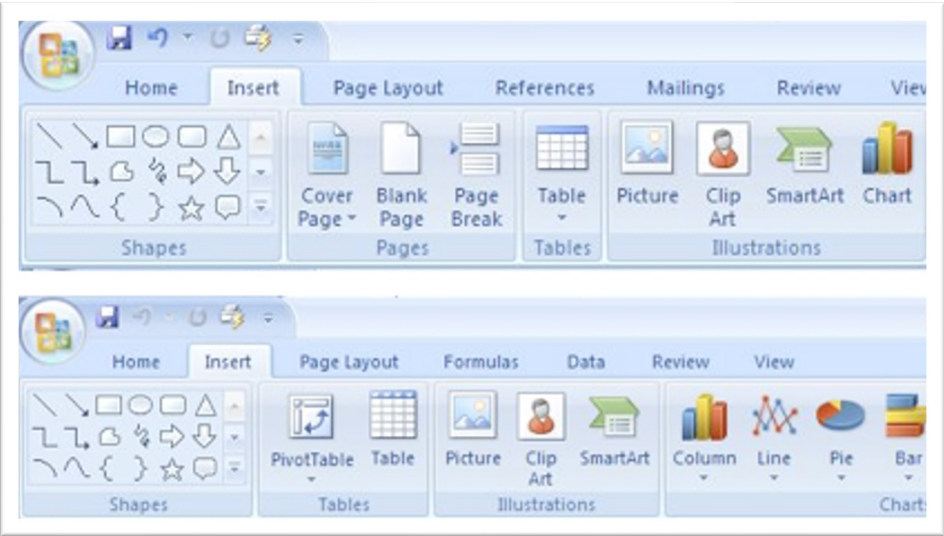 Home Insert Page Layout References Mailings Review View
Cover Page Blank Page Page Break Table Picture Clip Art SmartArt Chart
Shapes Pages Tables Illustrations
Home Insert Page Layout Formulas Data Review View
PivotTable Table Picture Clip Art SmartArt Column Line Pie Bar
Shapes Tables Illustrations Chart